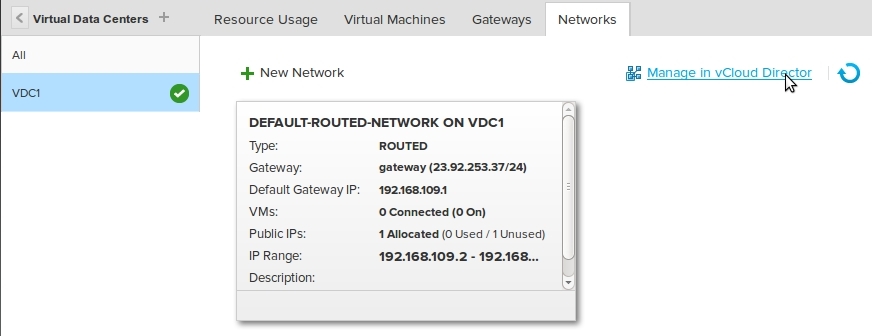 Virtual Data Centers
Resource Usage
Virtual Machines
Gateways
Networks
All
VDC1
New Network
Manage in vCloud Director
DEFAULT-ROUTED-NETWORK ON VDC1
Type: ROUTED
Gateway: gateway (23.92.253.37/24)
Default Gateway IP: 192.168.109.1
VMs: 0 Connected (0 On)
Public IPs: 1 Allocated (0 Used / 1 Unused)
IP Range: 192.168.109.2 - 192.168...
Description: